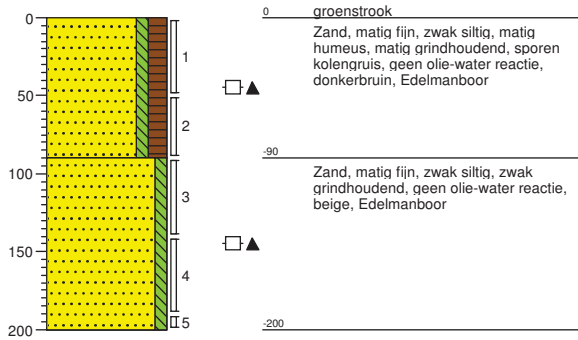 0
50
100
150
200
1
2
3
4
5
0 groenstrook
Zand, matig fijn, zwak siltig, matig
humeus, matig grindhoudend, sporen
kolengruis, geen olie-water reactie,
donkerbruin, Edelmanboor
-90
Zand, matig fijn, zwak siltig, zwak
grindhoudend, geen olie-water reactie,
beige, Edelmanboor
-200